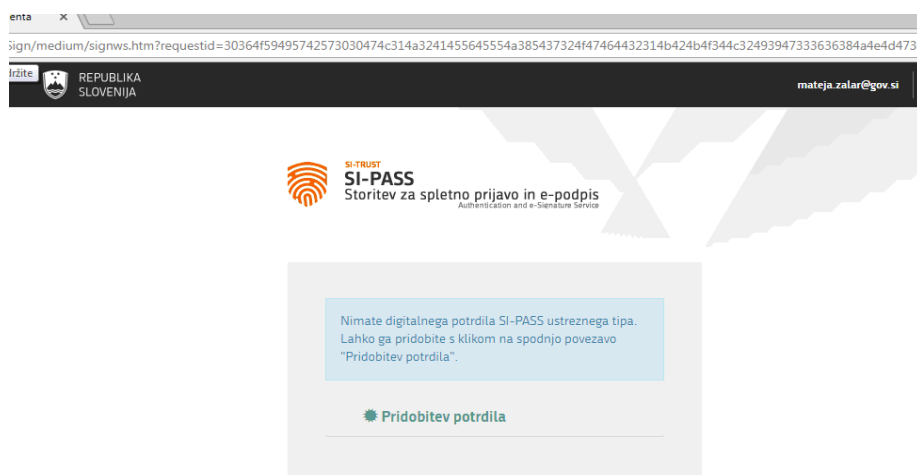 enta ×
Sign/medium/signws.htm?requestid=30364f59495742573030474c314a3241455645554a385437324f47464432314b424b4f344c32493947333636384a4e4d473
držite
REPUBLIKA
SLOVENIJA
mateja.zalar@gov.si
SI-TRUST
SI-PASS
Storitev za spletno prijavo in e-podpis
Authentication and e-Signature Service
Nimate digitalnega potrdila SI-PASS ustreznega tipa.
Lahko ga pridobite s klikom na spodnjo povezavo
"Pridobitev potrdila".
Pridobitev potrdila